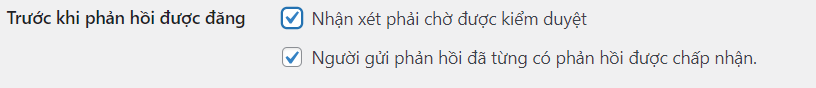 Trước khi phản hồi được đăng
Nhận xét phải chờ được kiểm duyệt
Người gửi phản hồi đã từng có phản hồi được chấp nhận.